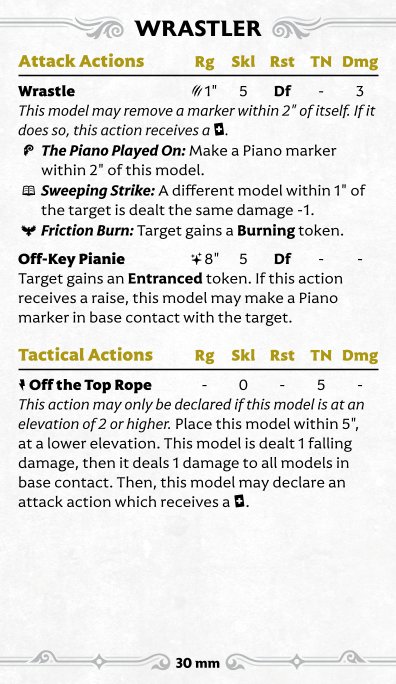 WRASTLER
Attack Actions Rg Skl Rst TN Dmg
Wrastle 1" 5 Df - 3
This model may remove a marker within 2" of itself. If it
does so, this action receives a .
The Piano Played On: Make a Piano marker
within 2" of this model.
Sweeping Strike: A different model within 1" of
the target is dealt the same damage -1.
Friction Burn: Target gains a Burning token.
Off-Key Pianie 8" 5 Df - -
Target gains an Entranced token. If this action
receives a raise, this model may make a Piano
marker in base contact with the target.
Tactical Actions Rg Skl Rst TN Dmg
Off the Top Rope - 0 - 5 -
This action may only be declared if this model is at an
elevation of 2 or higher. Place this model within 5",
at a lower elevation. This model is dealt 1 falling
damage, then it deals 1 damage to all models in
base contact. Then, this model may declare an
attack action which receives a .
30 mm